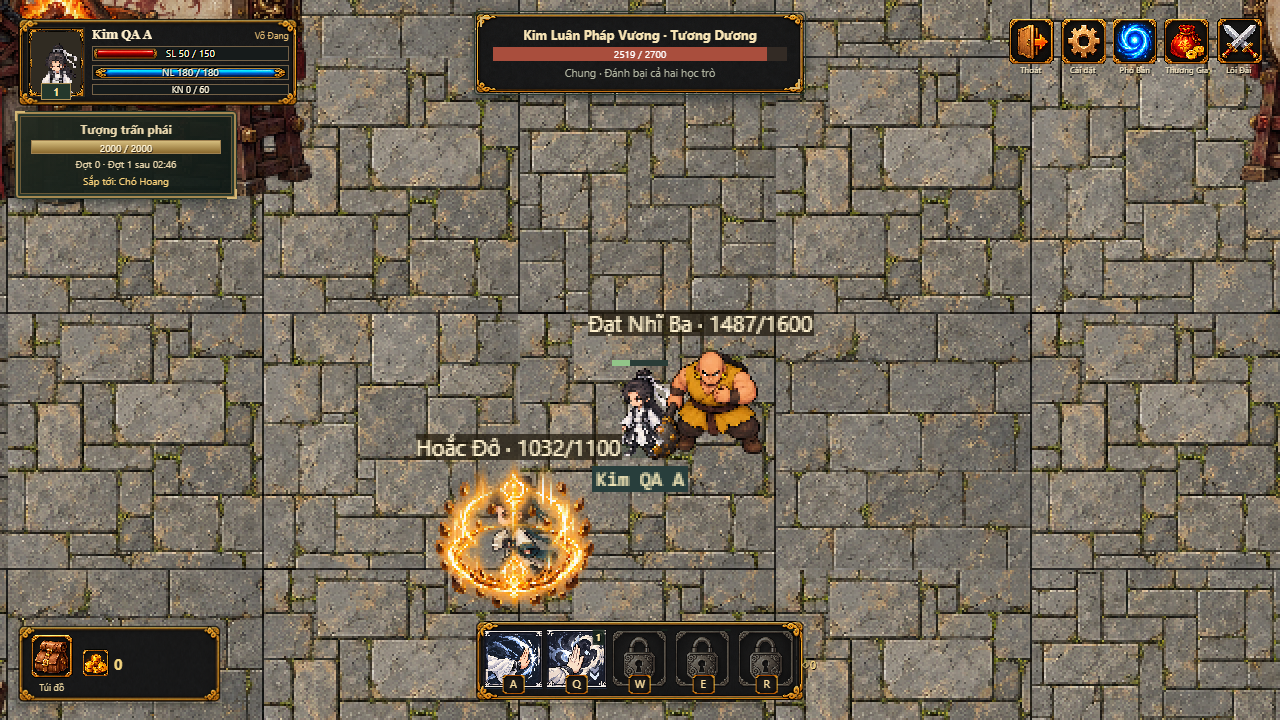 Kim QA A
Võ Đang
SL 50 / 150
NL 180 / 180
KN 0 / 60
1
Kim Luân Pháp Vương · Tương Dương
2519 / 2700
Chung · Đánh bại cả hai học trò
Thoát
Cài đặt
Phó Bản
Thương Gia
Lôi Đài
Tượng trấn phái
2000 / 2000
Đợt 0 · Đợt 1 sau 02:46
Sắp tới: Chó Hoang
Đạt Nhĩ Ba · 1487/1600
Hoắc Đô · 1032/1100
Kim QA A
Túi đồ
0
1
A
Q
W
E
R